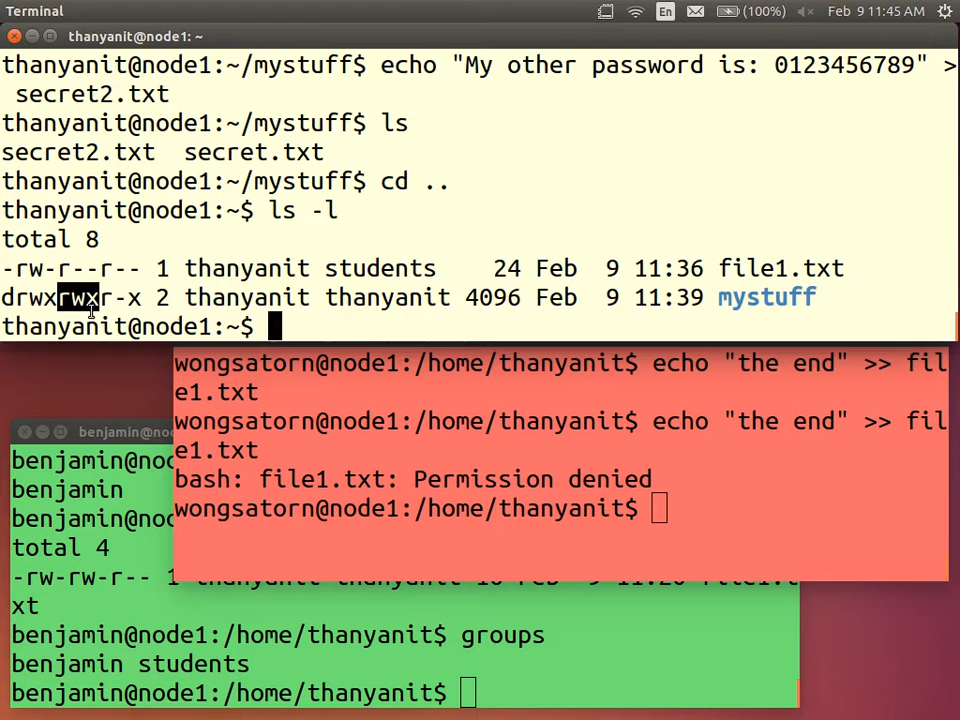 Terminal
En
(100%)
Feb 9 11:45 AM
thanyanit@node1: ~
thanyanit@node1:~/mystuff$ echo "My other password is: 0123456789" >
secret2.txt
thanyanit@node1:~/mystuff$ ls
secret2.txt  secret.txt
thanyanit@node1:~/mystuff$ cd ..
thanyanit@node1:~$ ls -l
total 8
-rw-r--r-- 1 thanyanit students    24 Feb  9 11:36 file1.txt
drwxrwxr-x 2 thanyanit thanyanit 4096 Feb  9 11:39 mystuff
thanyanit@node1:~$
wongsatorn@node1:/home/thanyanit$ echo "the end" >> fil
e1.txt
wongsatorn@node1:/home/thanyanit$ echo "the end" >> fil
e1.txt
bash: file1.txt: Permission denied
wongsatorn@node1:/home/thanyanit$
benjamin@no
benjamin@no
benjamin
benjamin@no
total 4
-rw-rw-r--
xt
benjamin@node1:/home/thanyanit$ groups
benjamin students
benjamin@node1:/home/thanyanit$